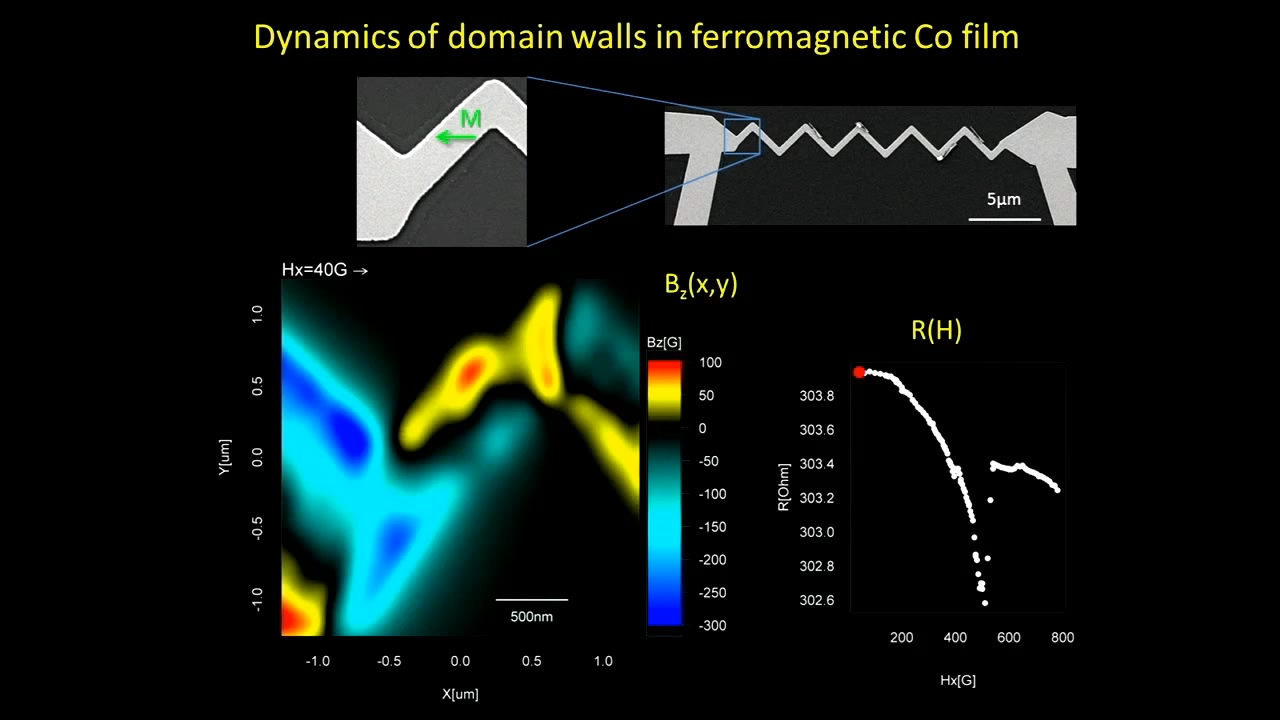 Dynamics of domain walls in ferromagnetic Co film
M
5μm
Hx=40G →
Bz(x,y)
R(H)
Bz[G]
100
50
0
-50
-100
-150
-200
-250
-300
Y[um]
1.0
0.5
0.0
-0.5
-1.0
500nm
-1.0 -0.5 0.0 0.5 1.0
X[um]
R[Ohm]
303.8
303.6
303.4
303.2
303.0
302.8
302.6
200 400 600 800
Hx[G]